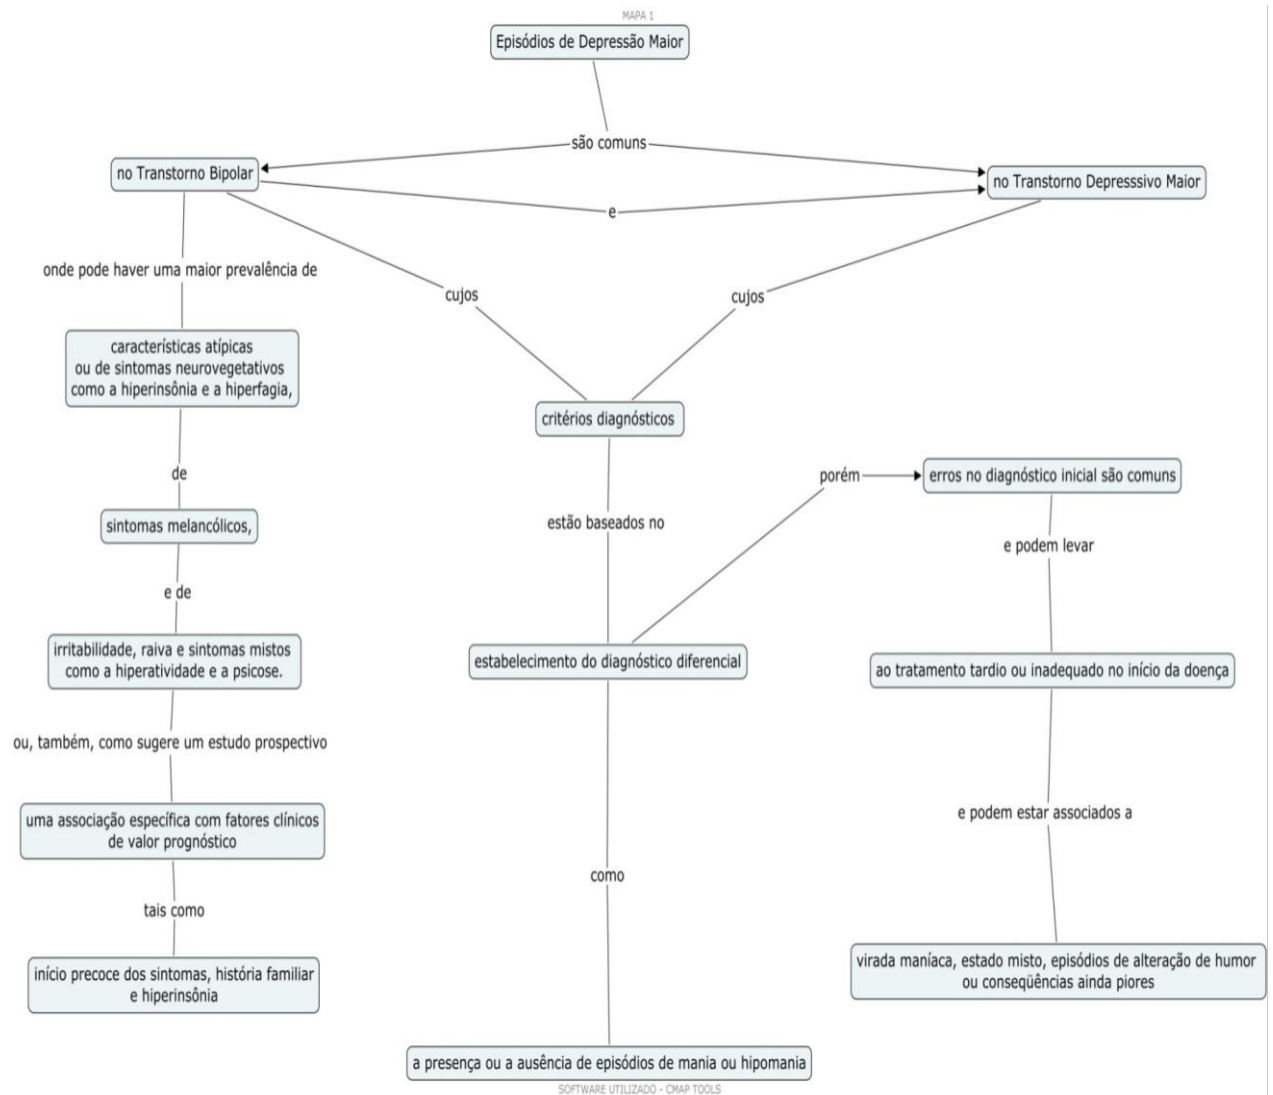 MAPA 1
Episódios de Depressão Maior
são comuns
no Transtorno Bipolar
no Transtorno Depresssivo Maior
e
onde pode haver uma maior prevalência de
cujos
cujos
características atípicas
ou de sintomas neurovegetativos
como a hiperinsônia e a hiperfagia,
critérios diagnósticos
de
porém
erros no diagnóstico inicial são comuns
sintomas melancólicos,
estão baseados no
e podem levar
e de
irritabilidade, raiva e sintomas mistos
como a hiperatividade e a psicose.
estabelecimento do diagnóstico diferencial
ao tratamento tardio ou inadequado no início da doença
ou, também, como sugere um estudo prospectivo
uma associação específica com fatores clínicos
de valor prognóstico
e podem estar associados a
como
tais como
início precoce dos sintomas, história familiar
e hiperinsônia
virada maníaca, estado misto, episódios de alteração de humor
ou conseqüências ainda piores
a presença ou a ausência de episódios de mania ou hipomania
SOFTWARE UTILIZADO - CMAP TOOLS